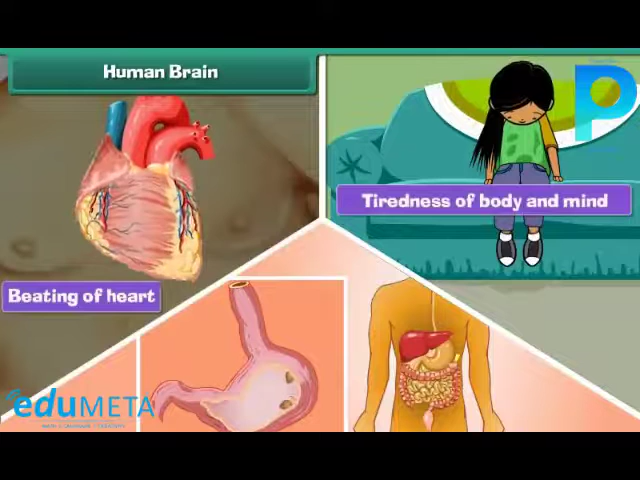 Human Brain
P
Tiredness of body and mind
Beating of heart
eduMETA